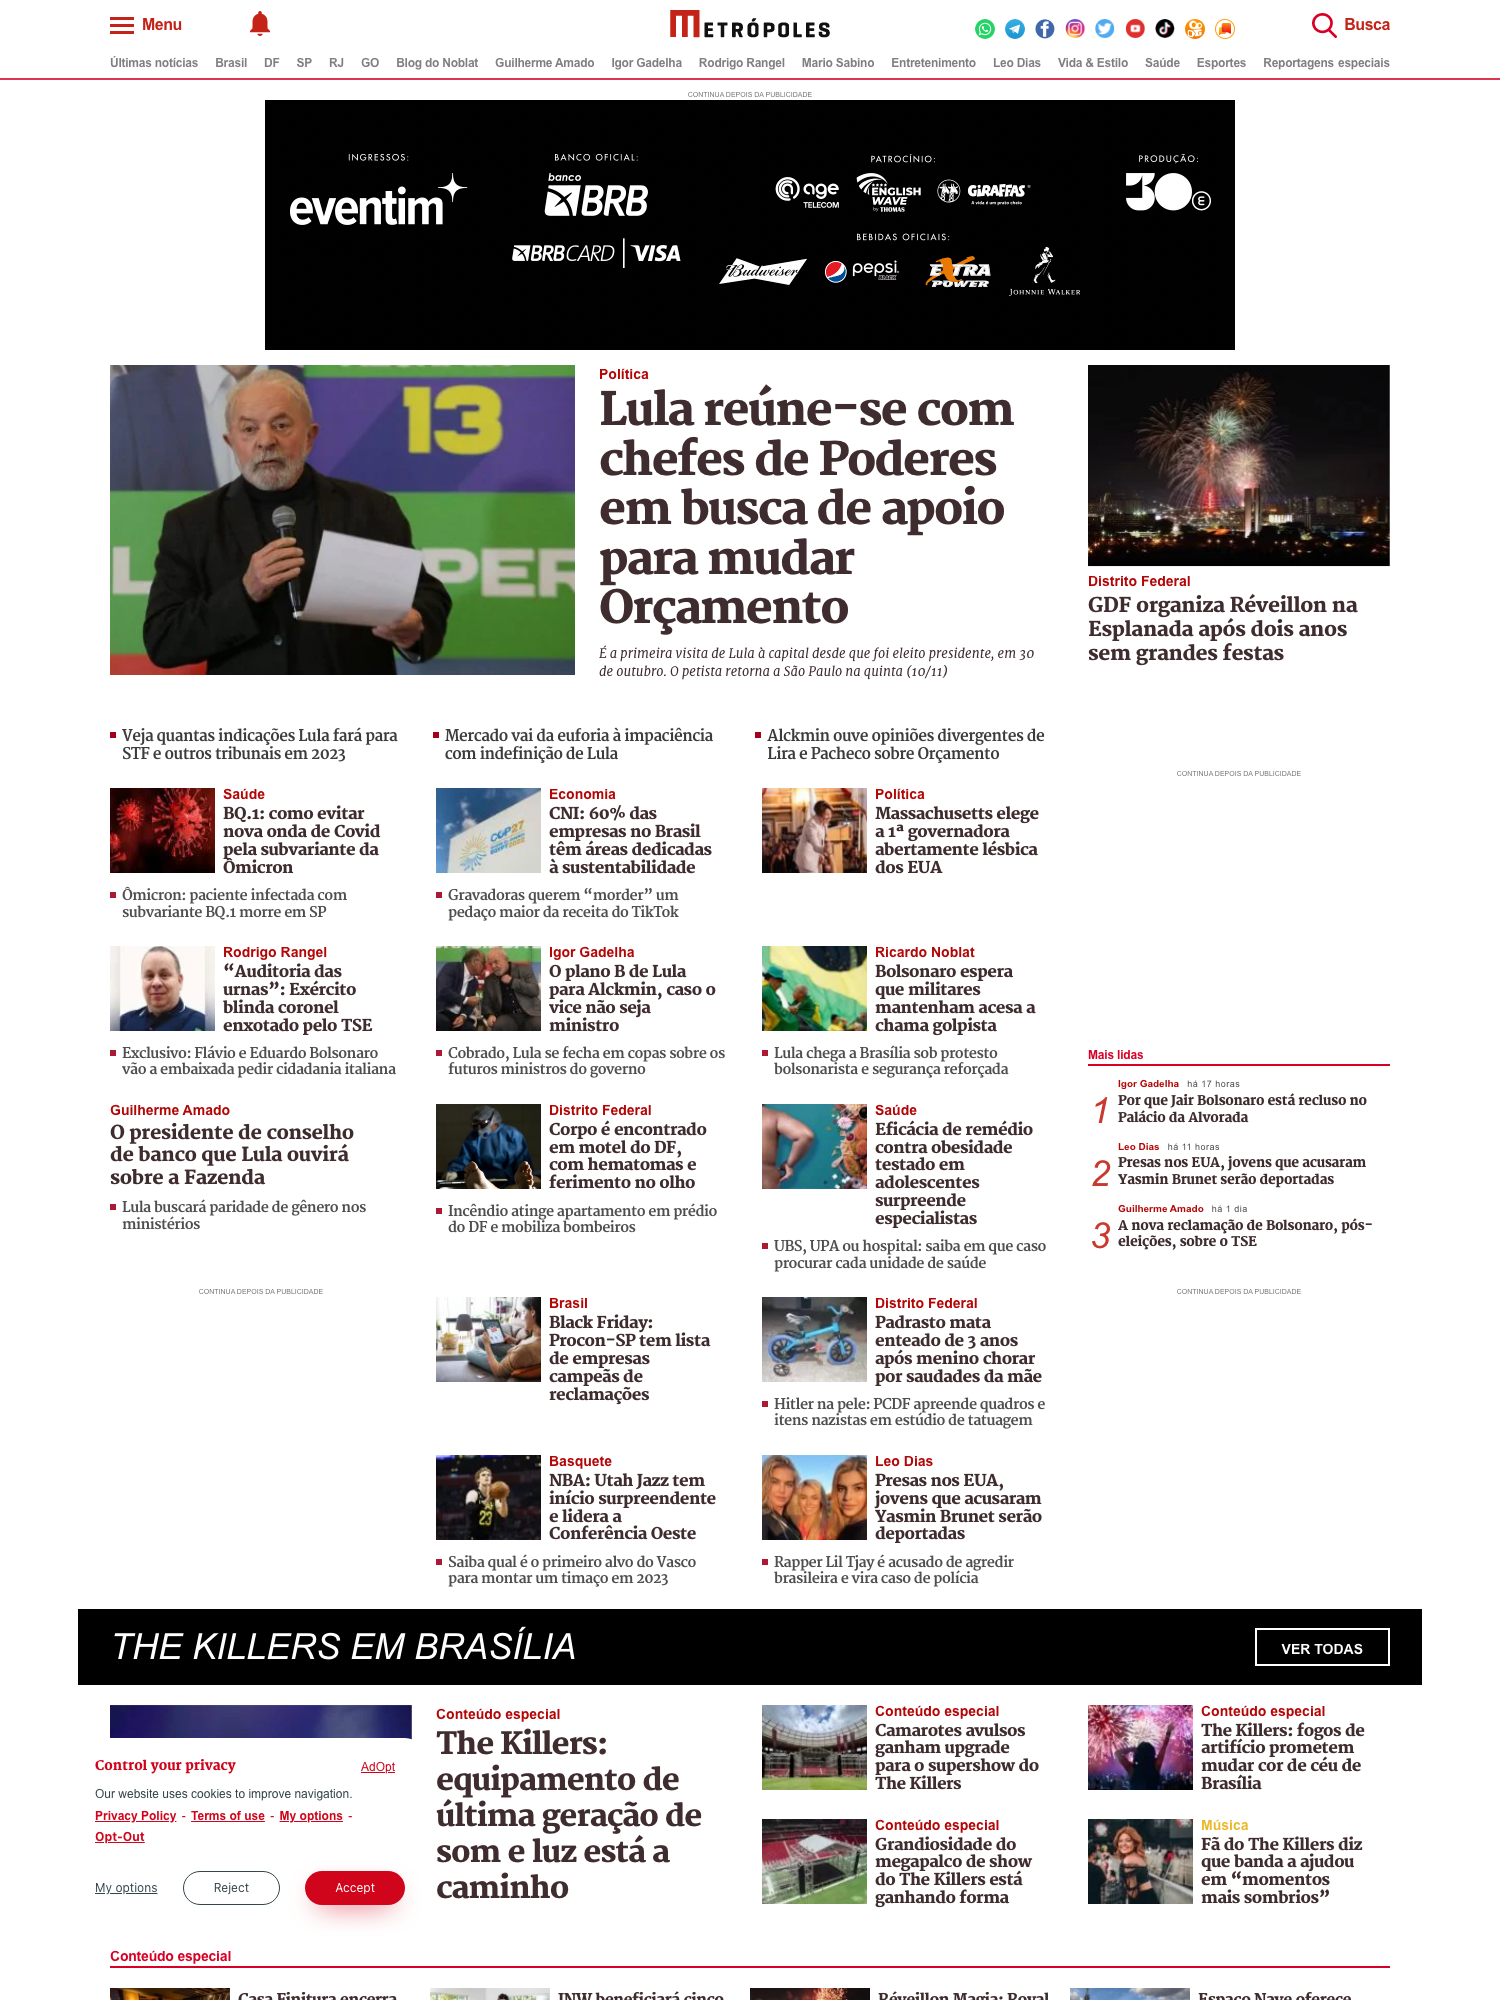 Menu
METRÓPOLES
Busca
Últimas notícias Brasil DF SP RJ GO Blog do Noblat Guilherme Amado Igor Gadelha Rodrigo Rangel Mario Sabino Entretenimento Leo Dias Vida & Estilo Saúde Esportes Reportagens especiais
CONTINUA DEPOIS DA PUBLICIDADE
INGRESSOS:
eventim
BANCO OFICIAL:
banco
BRB
BRBCARD VISA
PATROCÍNIO:
age
TELECOM
ENGLISH
WAVE
by THOMAS
GIRAFFAS
A vida é um prato cheio
BEBIDAS OFICIAIS:
Budweiser
pepsi
BLACK
EXTRA
POWER
JOHNNIE WALKER
PRODUÇÃO:
30E
13
PER
Política
Lula reúne-se com
chefes de Poderes
em busca de apoio
para mudar
Orçamento
É a primeira visita de Lula à capital desde que foi eleito presidente, em 30
de outubro. O petista retorna a São Paulo na quinta (10/11)
Distrito Federal
GDF organiza Réveillon na
Esplanada após dois anos
sem grandes festas
Veja quantas indicações Lula fará para
STF e outros tribunais em 2023
Mercado vai da euforia à impaciência
com indefinição de Lula
Alckmin ouve opiniões divergentes de
Lira e Pacheco sobre Orçamento
CONTINUA DEPOIS DA PUBLICIDADE
Saúde
BQ.1: como evitar
nova onda de Covid
pela subvariante da
Ômicron
Ômicron: paciente infectada com
subvariante BQ.1 morre em SP
COP27
Economia
CNI: 60% das
empresas no Brasil
têm áreas dedicadas
à sustentabilidade
Gravadoras querem “morder” um
pedaço maior da receita do TikTok
Política
Massachusetts elege
a 1ª governadora
abertamente lésbica
dos EUA
Rodrigo Rangel
“Auditoria das
urnas”: Exército
blinda coronel
enxotado pelo TSE
Exclusivo: Flávio e Eduardo Bolsonaro
vão a embaixada pedir cidadania italiana
Igor Gadelha
O plano B de Lula
para Alckmin, caso o
vice não seja
ministro
Cobrado, Lula se fecha em copas sobre os
futuros ministros do governo
Ricardo Noblat
Bolsonaro espera
que militares
mantenham acesa a
chama golpista
Lula chega a Brasília sob protesto
bolsonarista e segurança reforçada
Mais lidas
1
Igor Gadelha há 17 horas
Por que Jair Bolsonaro está recluso no
Palácio da Alvorada
2
Leo Dias há 11 horas
Presas nos EUA, jovens que acusaram
Yasmin Brunet serão deportadas
3
Guilherme Amado há 1 dia
A nova reclamação de Bolsonaro, pós-
eleições, sobre o TSE
Guilherme Amado
O presidente de conselho
de banco que Lula ouvirá
sobre a Fazenda
Lula buscará paridade de gênero nos
ministérios
Distrito Federal
Corpo é encontrado
em motel do DF,
com hematomas e
ferimento no olho
Incêndio atinge apartamento em prédio
do DF e mobiliza bombeiros
Saúde
Eficácia de remédio
contra obesidade
testado em
adolescentes
surpreende
especialistas
UBS, UPA ou hospital: saiba em que caso
procurar cada unidade de saúde
CONTINUA DEPOIS DA PUBLICIDADE
Brasil
Black Friday:
Procon-SP tem lista
de empresas
campeãs de
reclamações
Distrito Federal
Padrasto mata
enteado de 3 anos
após menino chorar
por saudades da mãe
Hitler na pele: PCDF apreende quadros e
itens nazistas em estúdio de tatuagem
CONTINUA DEPOIS DA PUBLICIDADE
23
Basquete
NBA: Utah Jazz tem
início surpreendente
e lidera a
Conferência Oeste
Saiba qual é o primeiro alvo do Vasco
para montar um timaço em 2023
Leo Dias
Presas nos EUA,
jovens que acusaram
Yasmin Brunet serão
deportadas
Rapper Lil Tjay é acusado de agredir
brasileira e vira caso de polícia
THE KILLERS EM BRASÍLIA
VER TODAS
Control your privacy
AdOpt
Our website uses cookies to improve navigation.
Privacy Policy - Terms of use - My options -
Opt-Out
My options
Reject
Accept
Conteúdo especial
The Killers:
equipamento de
última geração de
som e luz está a
caminho
Conteúdo especial
Camarotes avulsos
ganham upgrade
para o supershow do
The Killers
Conteúdo especial
The Killers: fogos de
artifício prometem
mudar cor de céu de
Brasília
Conteúdo especial
Grandiosidade do
megapalco de show
do The Killers está
ganhando forma
Música
Fã do The Killers diz
que banda a ajudou
em “momentos
mais sombrios”
Conteúdo especial
Casa Finitura encerra
INW beneficiará cinco
Réveillon Magia: Royal
Espaço Nave oferece